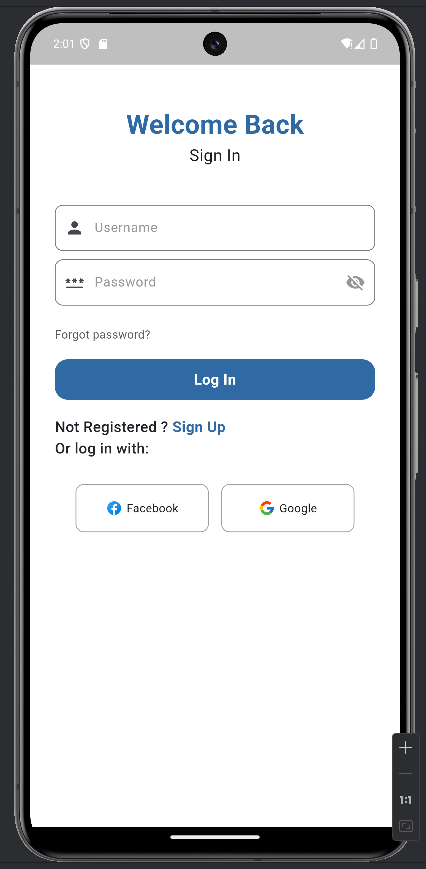 2:01
Welcome Back
Sign In
Username
***
Password
Forgot password?
Log In
Not Registered ? Sign Up
Or log in with:
Facebook
Google
1:1